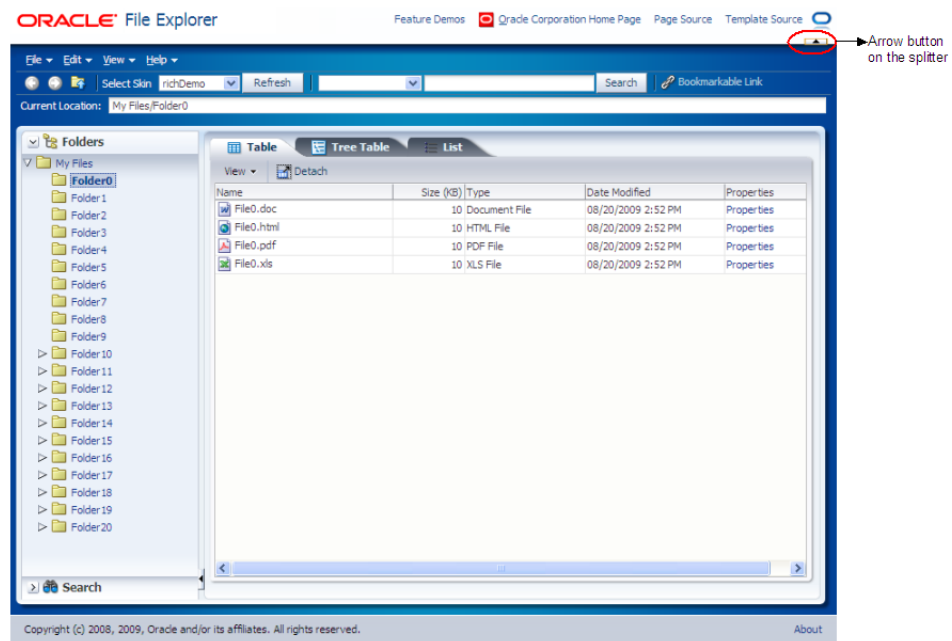 ORACLE File Explorer
Feature Demos Oracle Corporation Home Page Page Source Template Source
Arrow button
on the splitter
File Edit View Help
Select Skin richDemo Refresh Search Bookmarkable Link
Current Location: My Files/Folder0
Folders
My Files
Folder0
Folder1
Folder2
Folder3
Folder4
Folder5
Folder6
Folder7
Folder8
Folder9
Folder10
Folder11
Folder12
Folder13
Folder14
Folder15
Folder16
Folder17
Folder18
Folder19
Folder20
Search
Table Tree Table List
View Detach
Name Size (KB) Type Date Modified Properties
File0.doc 10 Document File 08/20/2009 2:52 PM Properties
File0.html 10 HTML File 08/20/2009 2:52 PM Properties
File0.pdf 10 PDF File 08/20/2009 2:52 PM Properties
File0.xls 10 XLS File 08/20/2009 2:52 PM Properties
Copyright (c) 2008, 2009, Oracle and/or its affiliates. All rights reserved. About